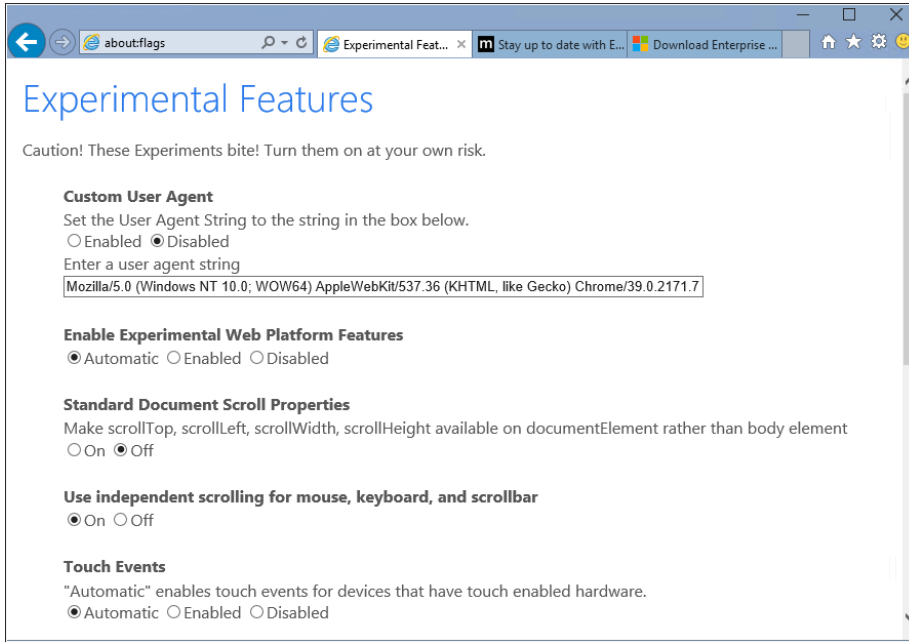 about:flags
Experimental Feat...
Stay up to date with E...
Download Enterprise ...
Experimental Features
Caution! These Experiments bite! Turn them on at your own risk.
Custom User Agent
Set the User Agent String to the string in the box below.
Enabled Disabled
Enter a user agent string
Mozilla/5.0 (Windows NT 10.0; WOW64) AppleWebKit/537.36 (KHTML, like Gecko) Chrome/39.0.2171.7
Enable Experimental Web Platform Features
Automatic Enabled Disabled
Standard Document Scroll Properties
Make scrollTop, scrollLeft, scrollWidth, scrollHeight available on documentElement rather than body element
On Off
Use independent scrolling for mouse, keyboard, and scrollbar
On Off
Touch Events
"Automatic" enables touch events for devices that have touch enabled hardware.
Automatic Enabled Disabled